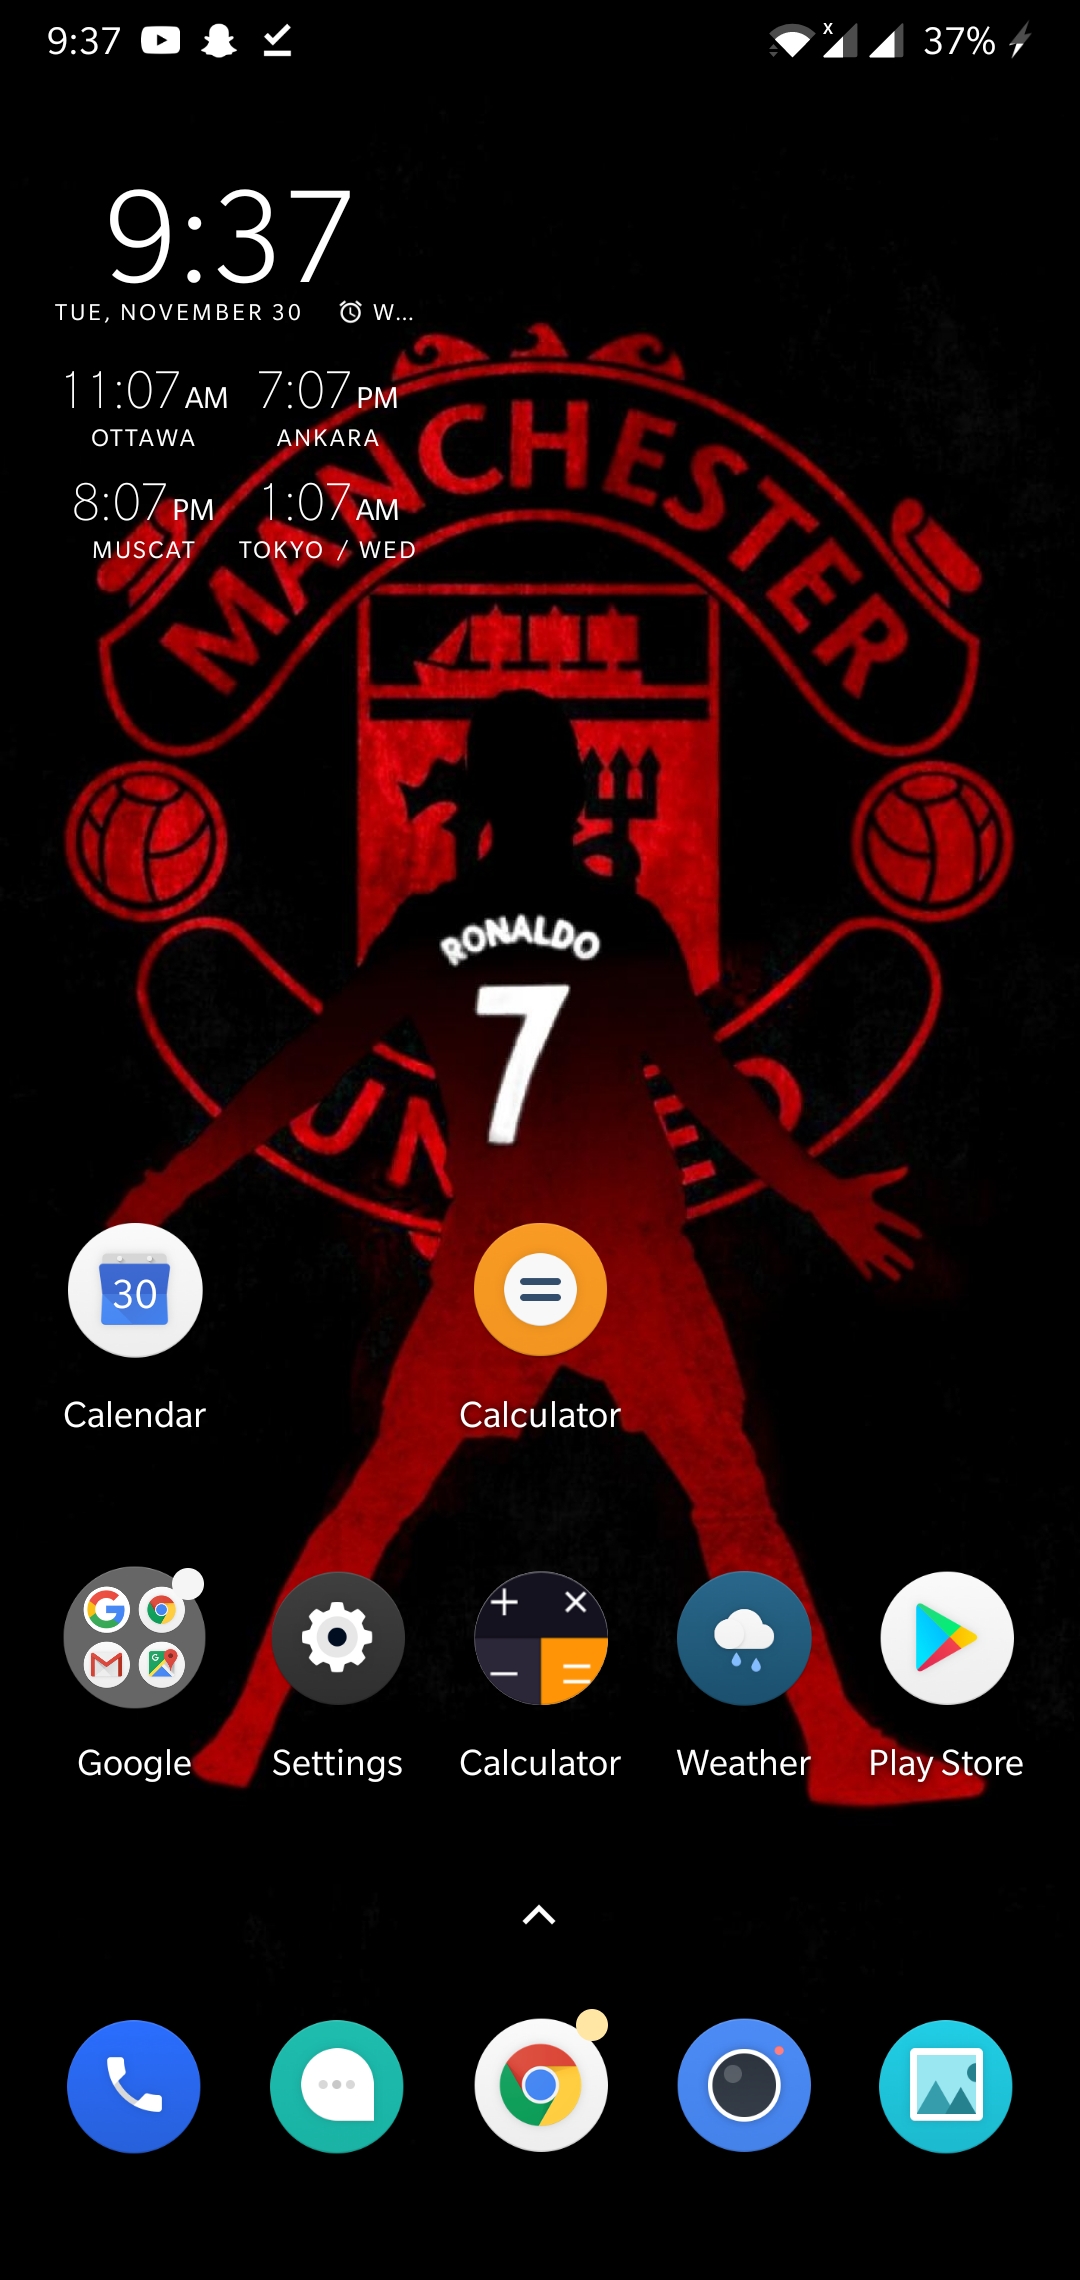 9:37 37%
9:37
TUE, NOVEMBER 30 W...
11:07 AM 7:07 PM
OTTAWA ANKARA
8:07 PM 1:07 AM
MUSCAT TOKYO / WED
MANCHESTER
RONALDO
7
30
Calendar Calculator
Google Settings Calculator Weather Play Store